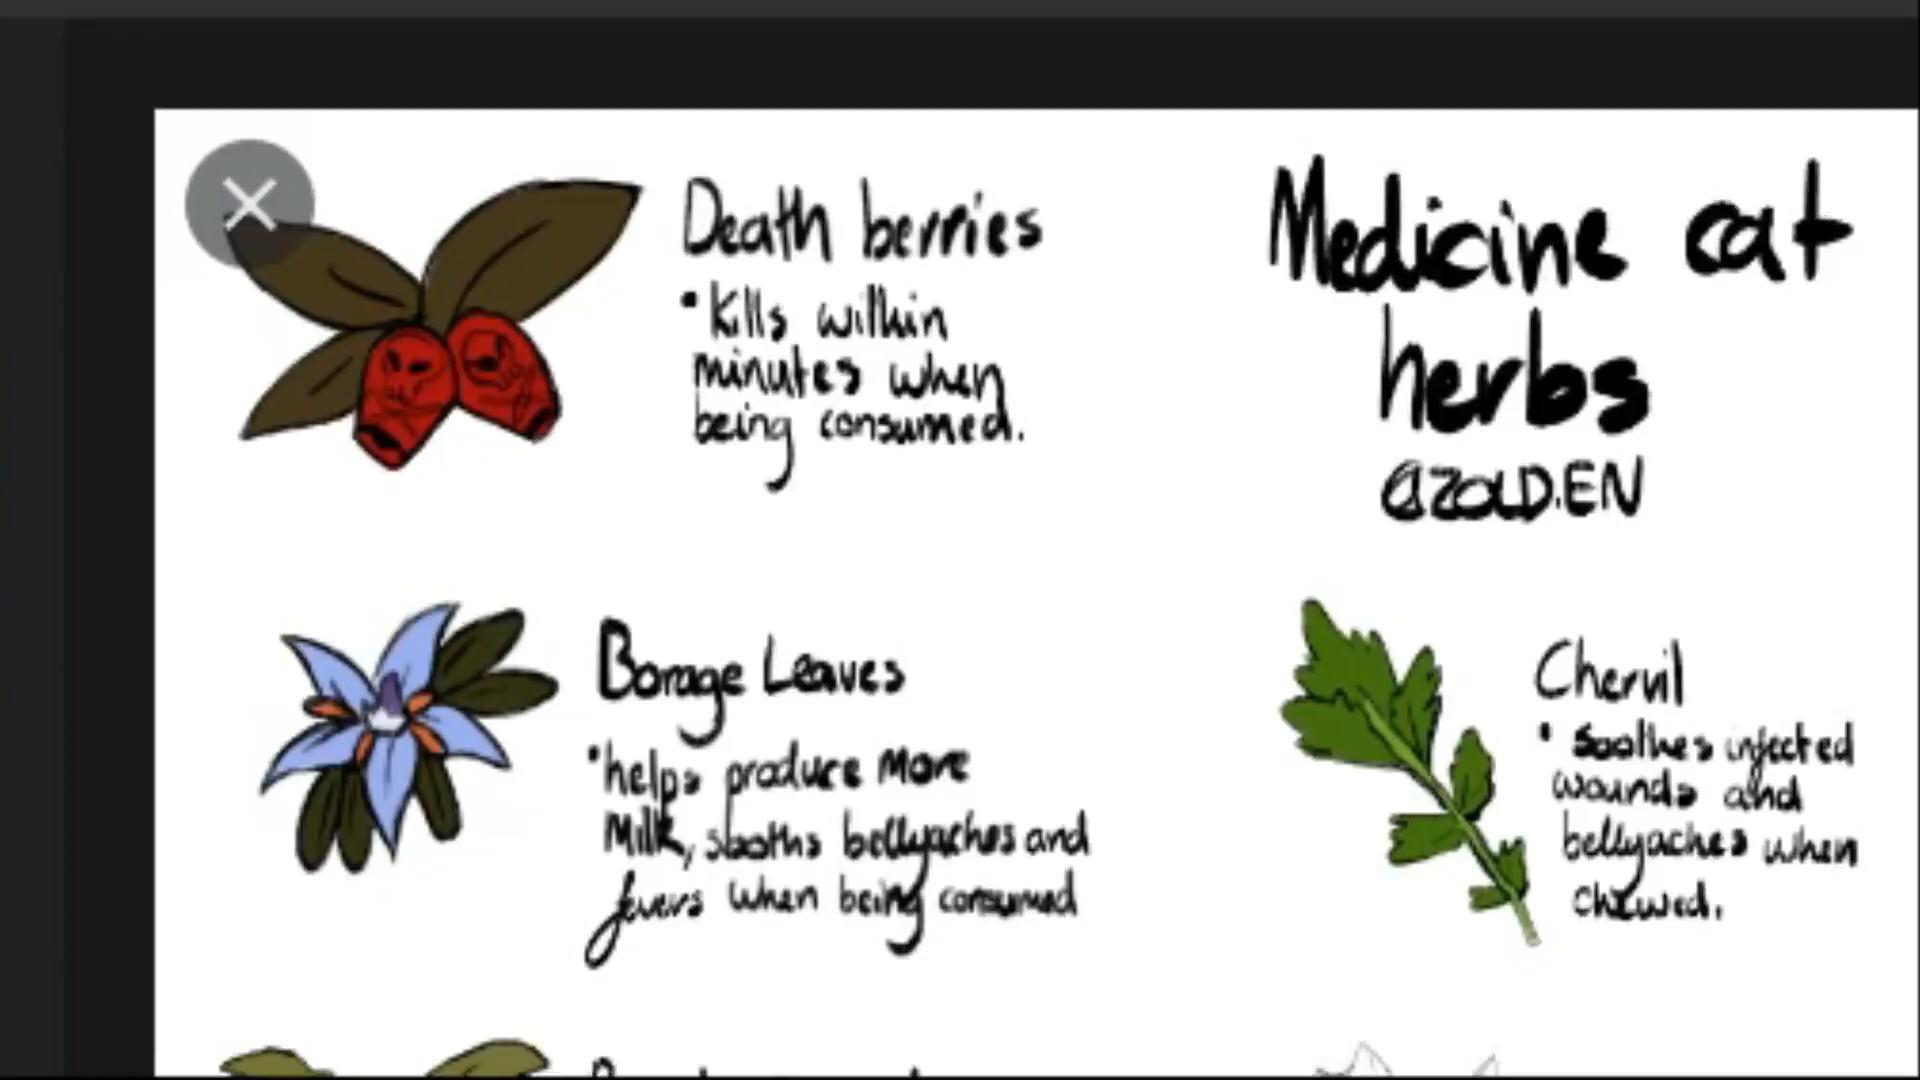 Death berries
• Kills within
minutes when
being consumed.
Medicine cat
herbs
@ZOLD.EN
Borage Leaves
• helps produce more
Milk, sooths bellyaches and
fevers when being consumed
Chervil
• Soothes infected
wounds and
bellyaches when
chewed.